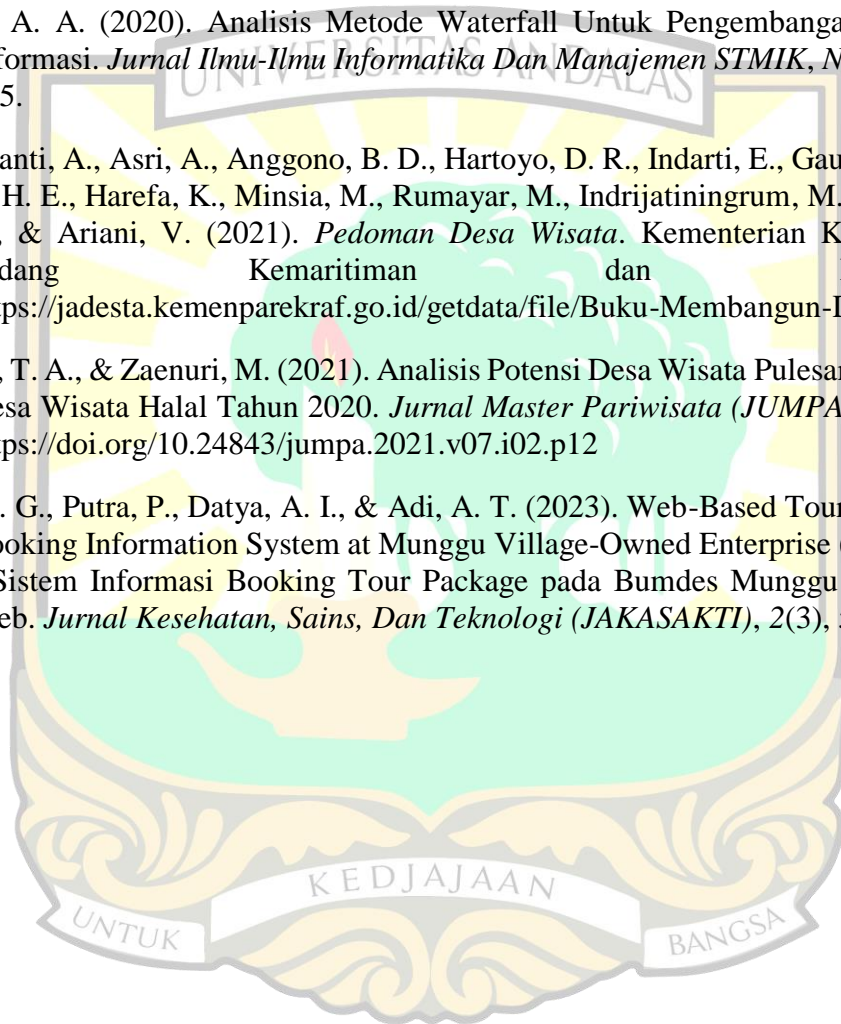 A. A. (2020). Analisis Metode Waterfall Untuk Pengembanga
formasi. Jurnal Ilmu-Ilmu Informatika Dan Manajemen STMIK, N
UNIVERSITAS ANDALAS
5.
anti, A., Asri, A., Anggono, B. D., Hartoyo, D. R., Indarti, E., Gau
H. E., Harefa, K., Minsia, M., Rumayar, M., Indrijatiningrum, M.
, & Ariani, V. (2021). Pedoman Desa Wisata. Kementerian K
dang Kemaritiman dan
ps://jadesta.kemenparekraf.go.id/getdata/file/Buku-Membangun-
, T. A., & Zaenuri, M. (2021). Analisis Potensi Desa Wisata Pulesa
esa Wisata Halal Tahun 2020. Jurnal Master Pariwisata (JUMPA
ps://doi.org/10.24843/jumpa.2021.v07.i02.p12
. G., Putra, P., Datya, A. I., & Adi, A. T. (2023). Web-Based Tour
ooking Information System at Munggu Village-Owned Enterprise
Sistem Informasi Booking Tour Package pada Bumdes Munggu
eb. Jurnal Kesehatan, Sains, Dan Teknologi (JAKASAKTI), 2(3),
UNTUK KEDJAJAAN BANGSA